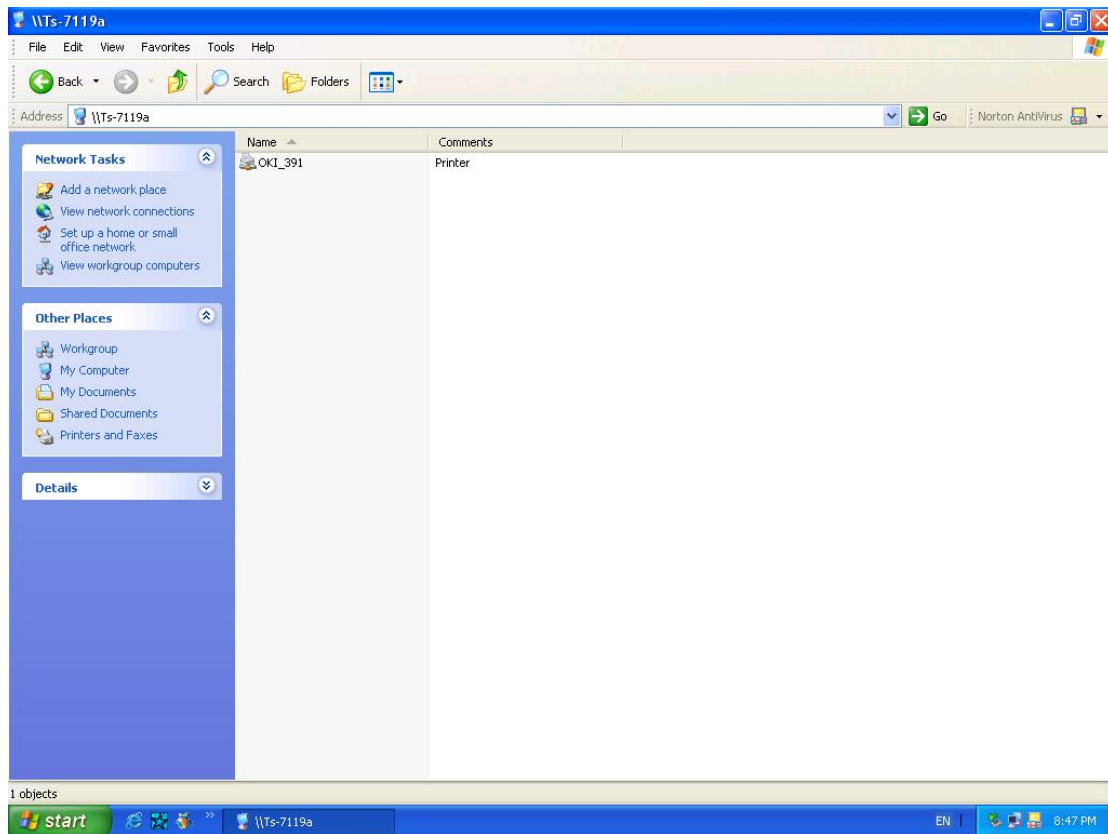 \\Ts-7119a
File Edit View Favorites Tools Help
Back Search Folders
Address \\Ts-7119a Go Norton AntiVirus
Network Tasks
Add a network place
View network connections
Set up a home or small
office network
View workgroup computers
Other Places
Workgroup
My Computer
My Documents
Shared Documents
Printers and Faxes
Details
Name Comments
OKI_391 Printer
1 objects
start \\Ts-7119a EN 8:47 PM